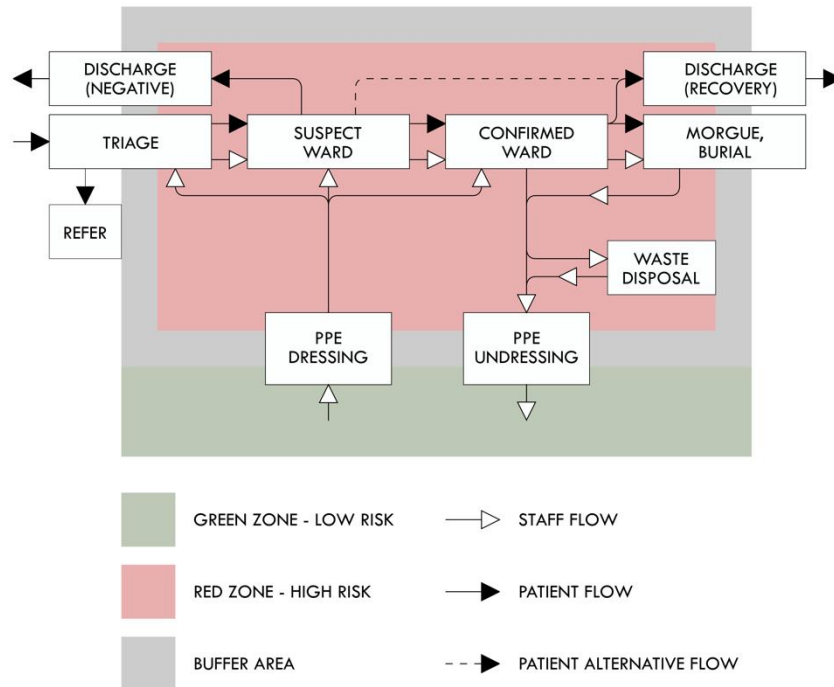 DISCHARGE
(NEGATIVE)
DISCHARGE
(RECOVERY)
TRIAGE
SUSPECT
WARD
CONFIRMED
WARD
MORGUE,
BURIAL
REFER
WASTE
DISPOSAL
PPE
DRESSING
PPE
UNDRESSING
GREEN ZONE - LOW RISK
STAFF FLOW
RED ZONE - HIGH RISK
PATIENT FLOW
BUFFER AREA
PATIENT ALTERNATIVE FLOW